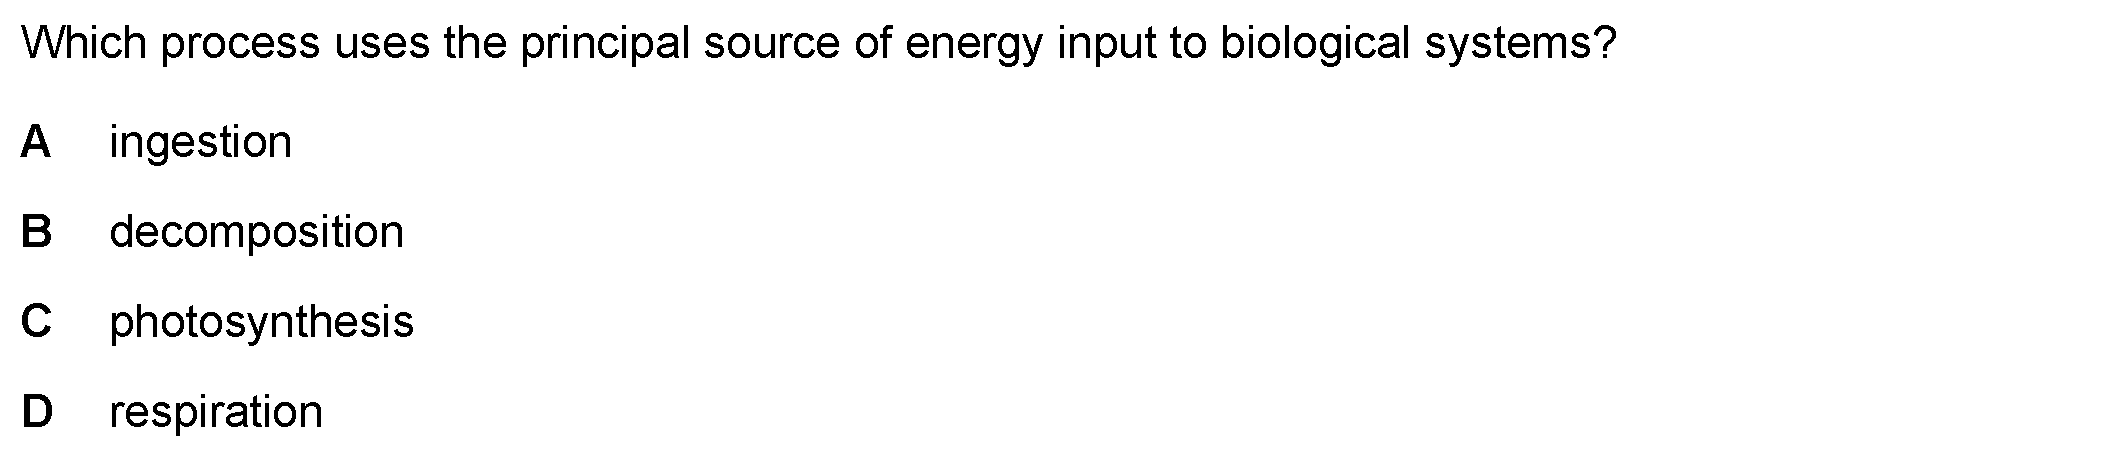 Which process uses the principal source of energy input to biological systems?
A ingestion
B decomposition
C photosynthesis
D respiration